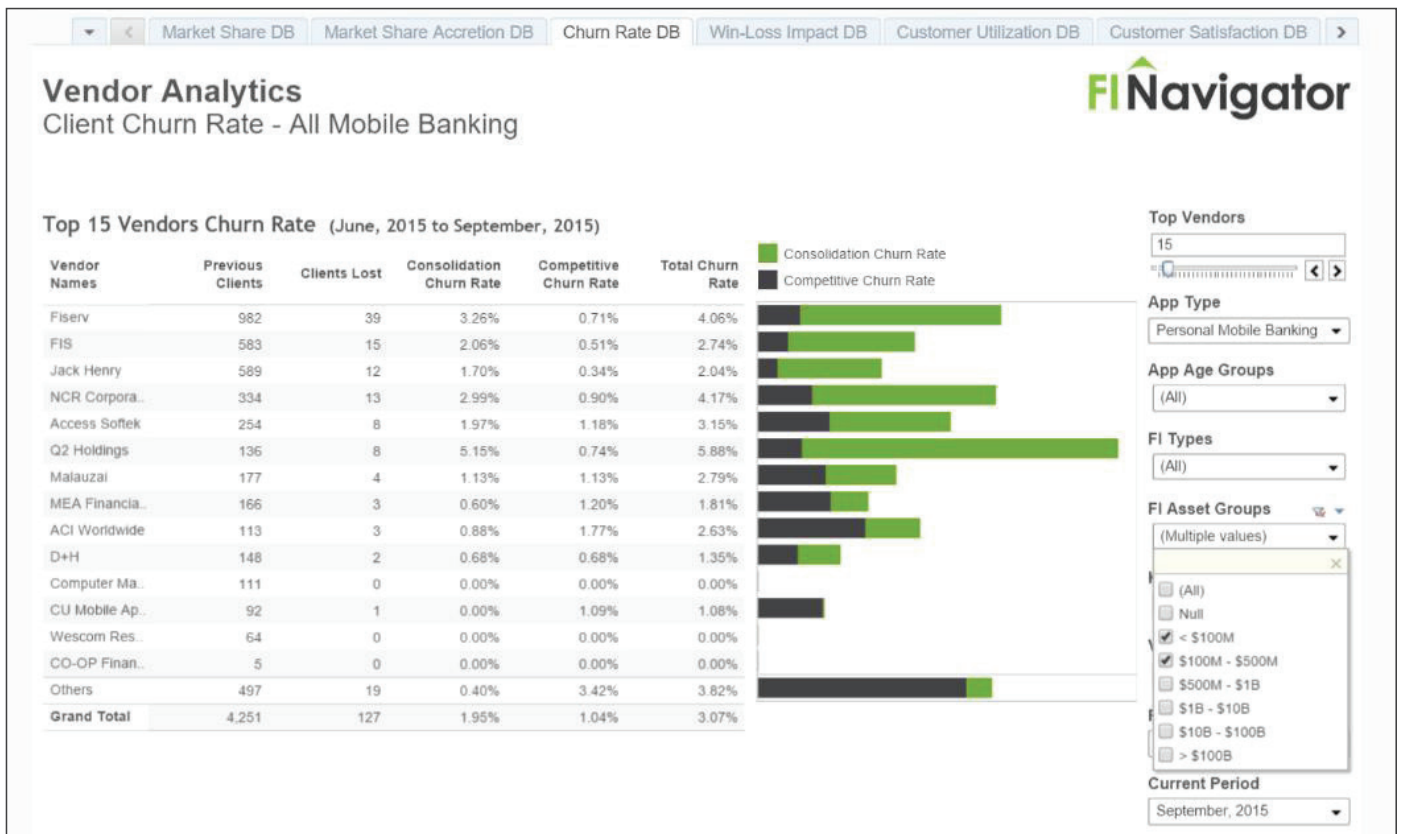 Market Share DB Market Share Accretion DB Churn Rate DB Win-Loss Impact DB Customer Utilization DB Customer Satisfaction DB
Vendor Analytics
Client Churn Rate - All Mobile Banking
FI Navigator
Top 15 Vendors Churn Rate (June, 2015 to September, 2015)
Vendor Names Previous Clients Clients Lost Consolidation Churn Rate Competitive Churn Rate Total Churn Rate
Fiserv 982 39 3.26% 0.71% 4.06%
FIS 583 15 2.06% 0.51% 2.74%
Jack Henry 589 12 1.70% 0.34% 2.04%
NCR Corpora.. 334 13 2.99% 0.90% 4.17%
Access Softek 254 8 1.97% 1.18% 3.15%
Q2 Holdings 136 8 5.15% 0.74% 5.88%
Malauzai 177 4 1.13% 1.13% 2.79%
MEA Financia.. 166 3 0.60% 1.20% 1.81%
ACI Worldwide 113 3 0.88% 1.77% 2.63%
D+H 148 2 0.68% 0.68% 1.35%
Computer Ma.. 111 0 0.00% 0.00% 0.00%
CU Mobile Ap.. 92 1 0.00% 1.09% 1.08%
Wescom Res.. 64 0 0.00% 0.00% 0.00%
CO-OP Finan.. 5 0 0.00% 0.00% 0.00%
Others 497 19 0.40% 3.42% 3.82%
Grand Total 4,251 127 1.95% 1.04% 3.07%
Consolidation Churn Rate
Competitive Churn Rate
Top Vendors
15
App Type
Personal Mobile Banking
App Age Groups
(All)
FI Types
(All)
FI Asset Groups
(Multiple values)
(All)
Null
< $100M
$100M - $500M
$500M - $1B
$1B - $10B
$10B - $100B
> $100B
Current Period
September, 2015